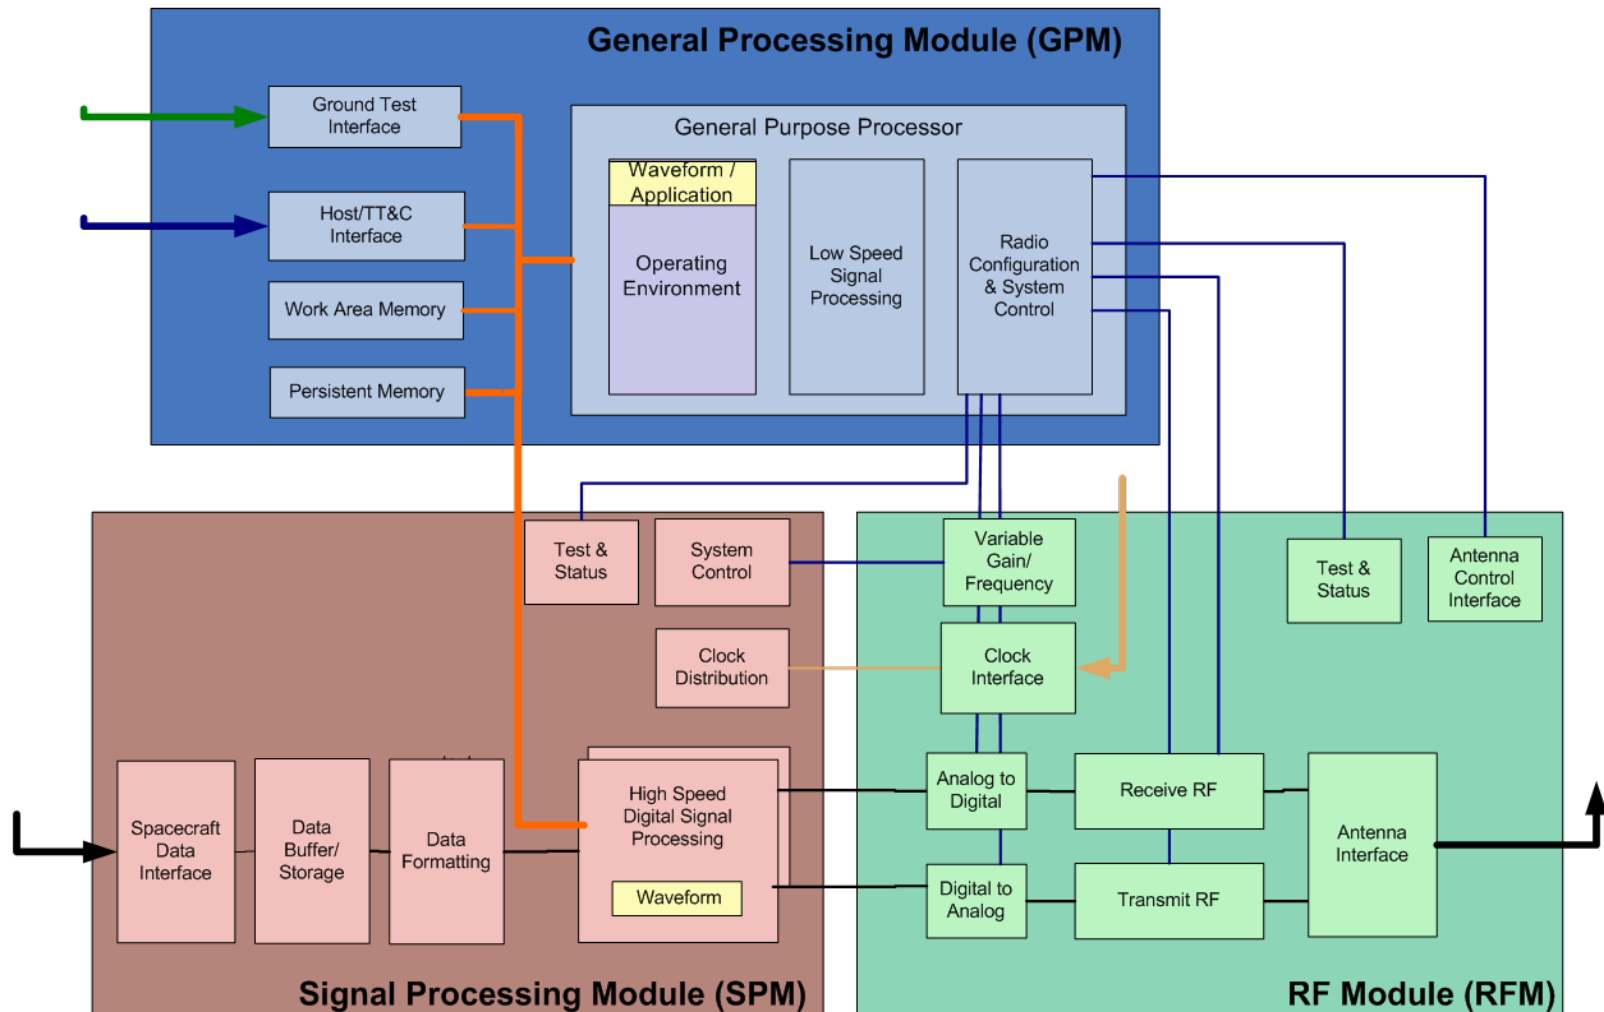 General Processing Module (GPM)
Ground Test
Interface
Host/TT&C
Interface
Work Area Memory
Persistent Memory
General Purpose Processor
Waveform /
Application
Operating
Environment
Low Speed
Signal
Processing
Radio
Configuration
& System
Control
Test &
Status
System
Control
Clock
Distribution
Spacecraft
Data
Interface
Data
Buffer/
Storage
Data
Formatting
High Speed
Digital Signal
Processing
Waveform
Signal Processing Module (SPM)
Variable
Gain/
Frequency
Clock
Interface
Test &
Status
Antenna
Control
Interface
Analog to
Digital
Receive RF
Digital to
Analog
Transmit RF
Antenna
Interface
RF Module (RFM)